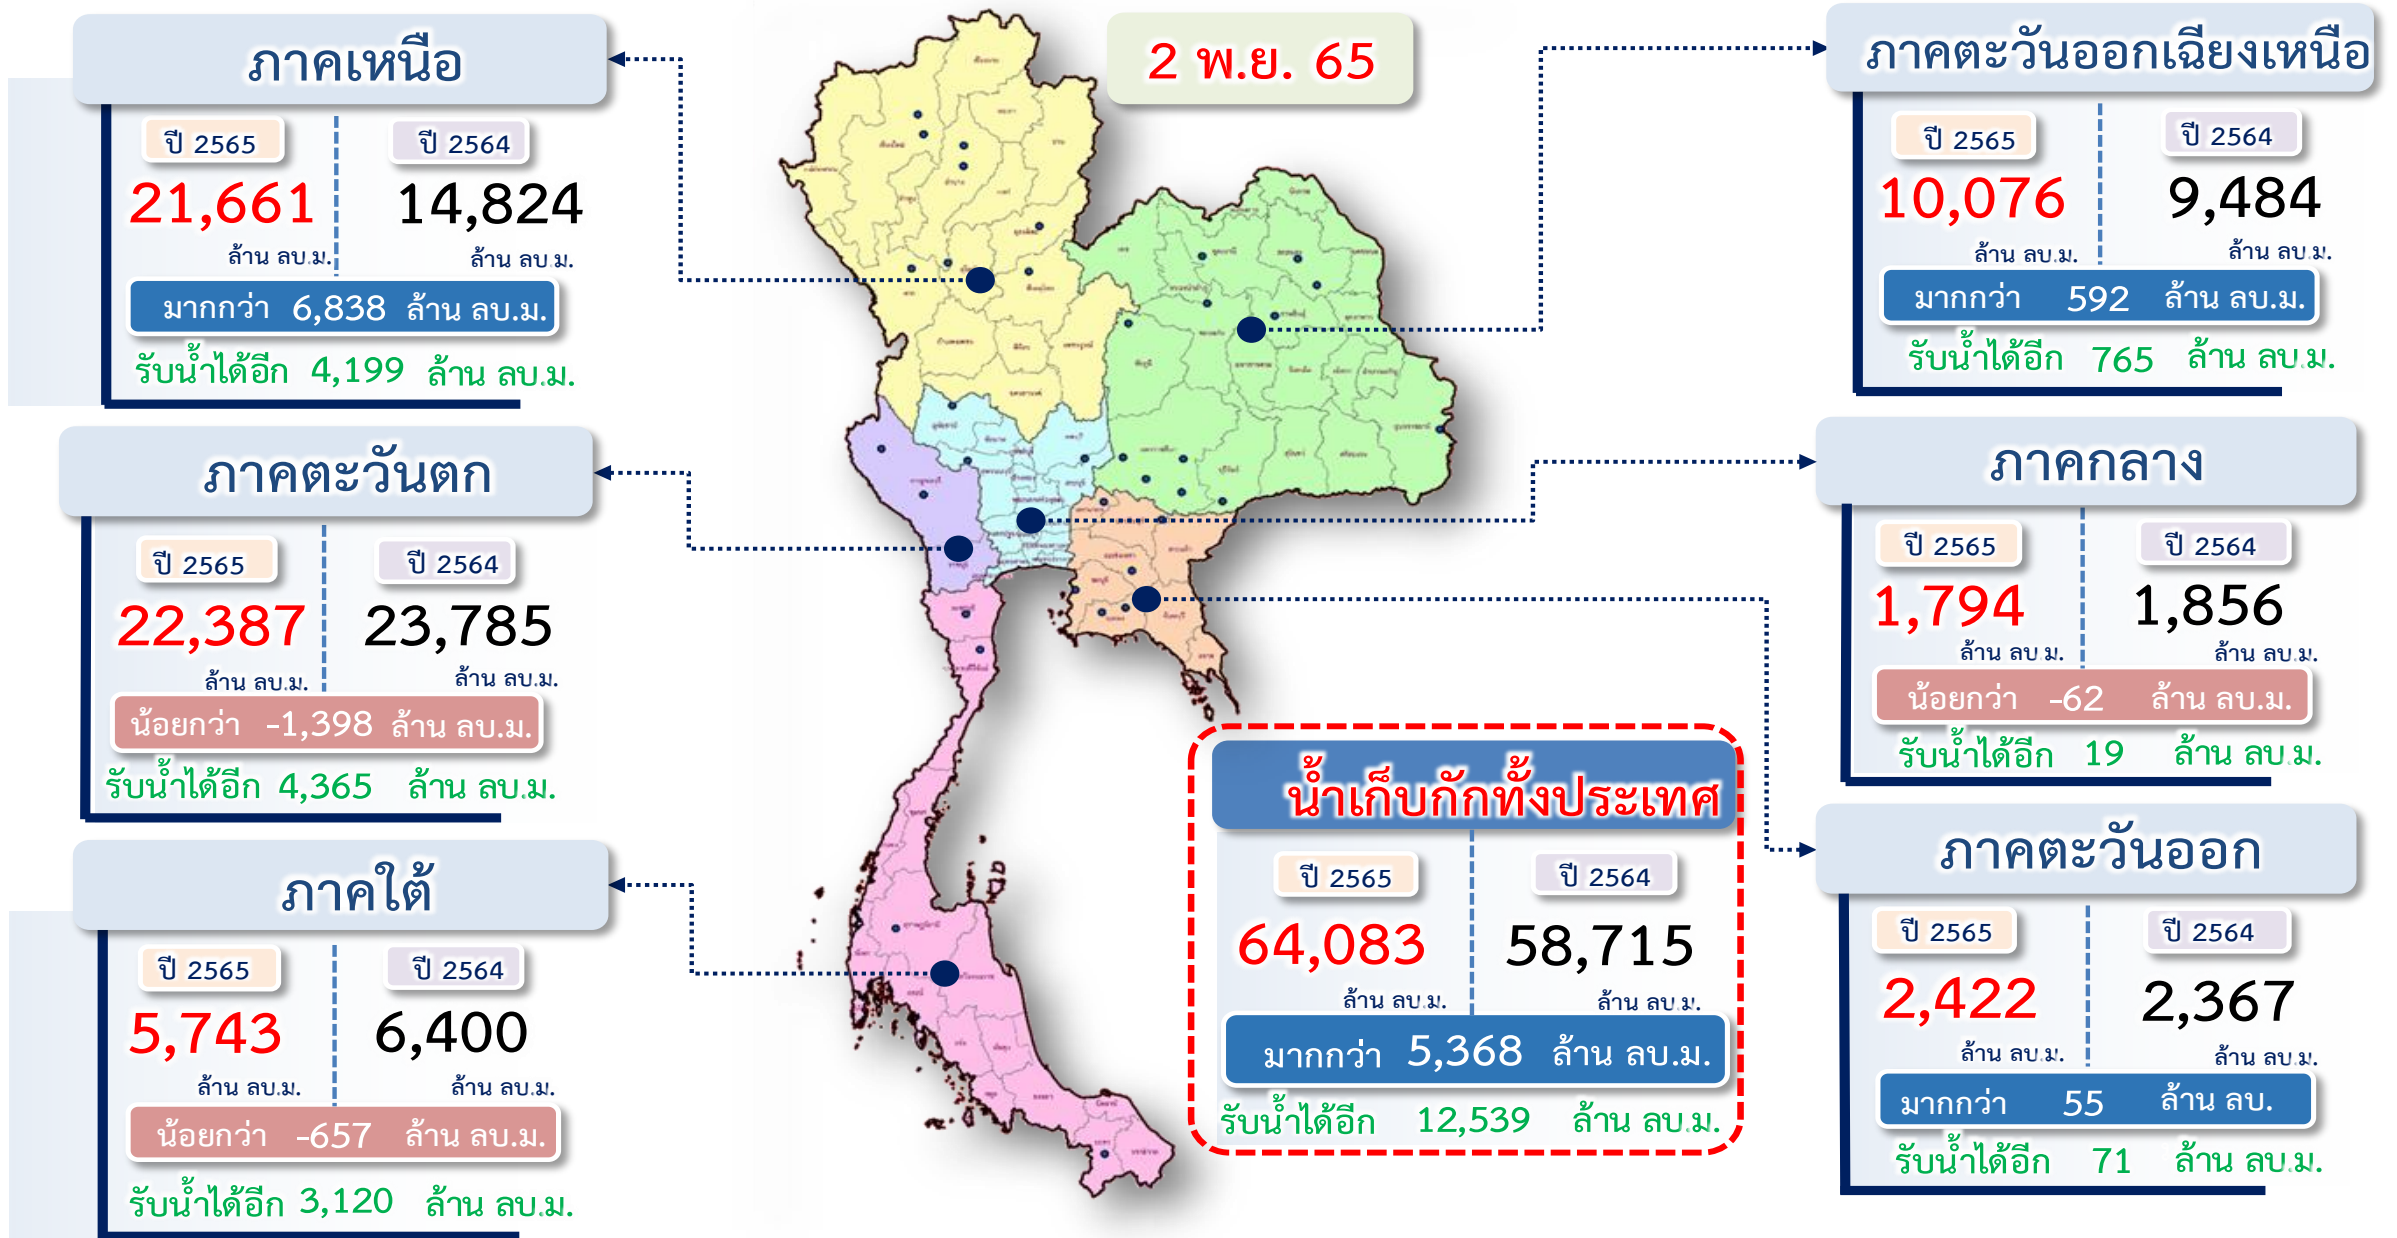 2 พ.ย. 65
ภาคเหนือ
ปี 2565 ปี 2564
21,661 14,824
ล้าน ลบ.ม. ล้าน ลบ.ม.
มากกว่า 6,838 ล้าน ลบ.ม.
รับน้ำได้อีก 4,199 ล้าน ลบ.ม.
ภาคตะวันตก
ปี 2565 ปี 2564
22,387 23,785
ล้าน ลบ.ม. ล้าน ลบ.ม.
น้อยกว่า -1,398 ล้าน ลบ.ม.
รับน้ำได้อีก 4,365 ล้าน ลบ.ม.
ภาคใต้
ปี 2565 ปี 2564
5,743 6,400
ล้าน ลบ.ม. ล้าน ลบ.ม.
น้อยกว่า -657 ล้าน ลบ.ม.
รับน้ำได้อีก 3,120 ล้าน ลบ.ม.
น้ำเก็บกักทั้งประเทศ
ปี 2565 ปี 2564
64,083 58,715
ล้าน ลบ.ม. ล้าน ลบ.ม.
มากกว่า 5,368 ล้าน ลบ.ม.
รับน้ำได้อีก 12,539 ล้าน ลบ.ม.
ภาคตะวันออกเฉียงเหนือ
ปี 2565 ปี 2564
10,076 9,484
ล้าน ลบ.ม. ล้าน ลบ.ม.
มากกว่า 592 ล้าน ลบ.ม.
รับน้ำได้อีก 765 ล้าน ลบ.ม.
ภาคกลาง
ปี 2565 ปี 2564
1,794 1,856
ล้าน ลบ.ม. ล้าน ลบ.ม.
น้อยกว่า -62 ล้าน ลบ.ม.
รับน้ำได้อีก 19 ล้าน ลบ.ม.
ภาคตะวันออก
ปี 2565 ปี 2564
2,422 2,367
ล้าน ลบ.ม. ล้าน ลบ.ม.
มากกว่า 55 ล้าน ลบ.
รับน้ำได้อีก 71 ล้าน ลบ.ม.